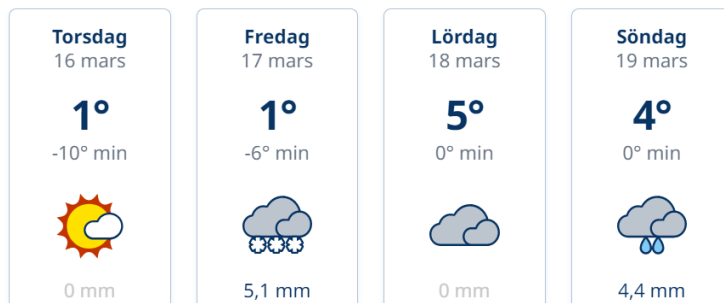 Torsdag
16 mars
1°
-10° min
0 mm
Fredag
17 mars
1°
-6° min
5,1 mm
Lördag
18 mars
5°
0° min
0 mm
Söndag
19 mars
4°
0° min
4,4 mm